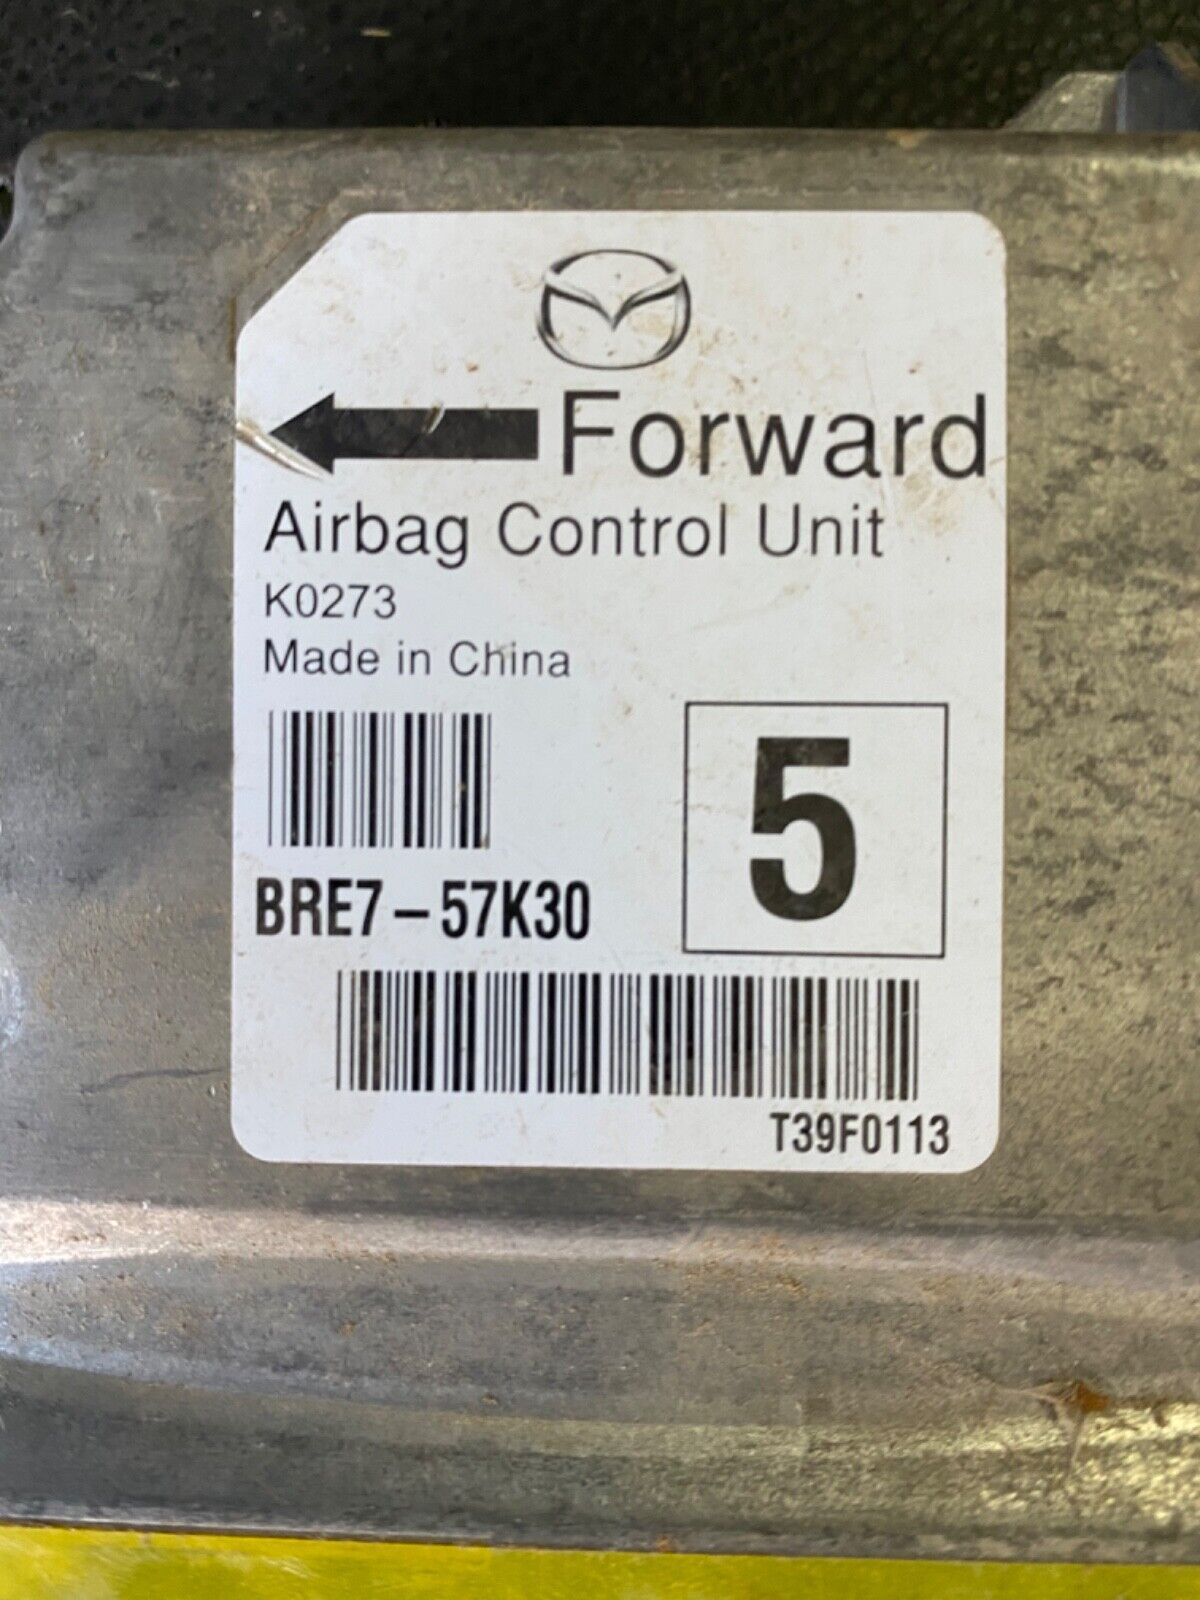 Forward
Airbag Control Unit
K0273
Made in China
5
BRE7-57K30
T39F0113